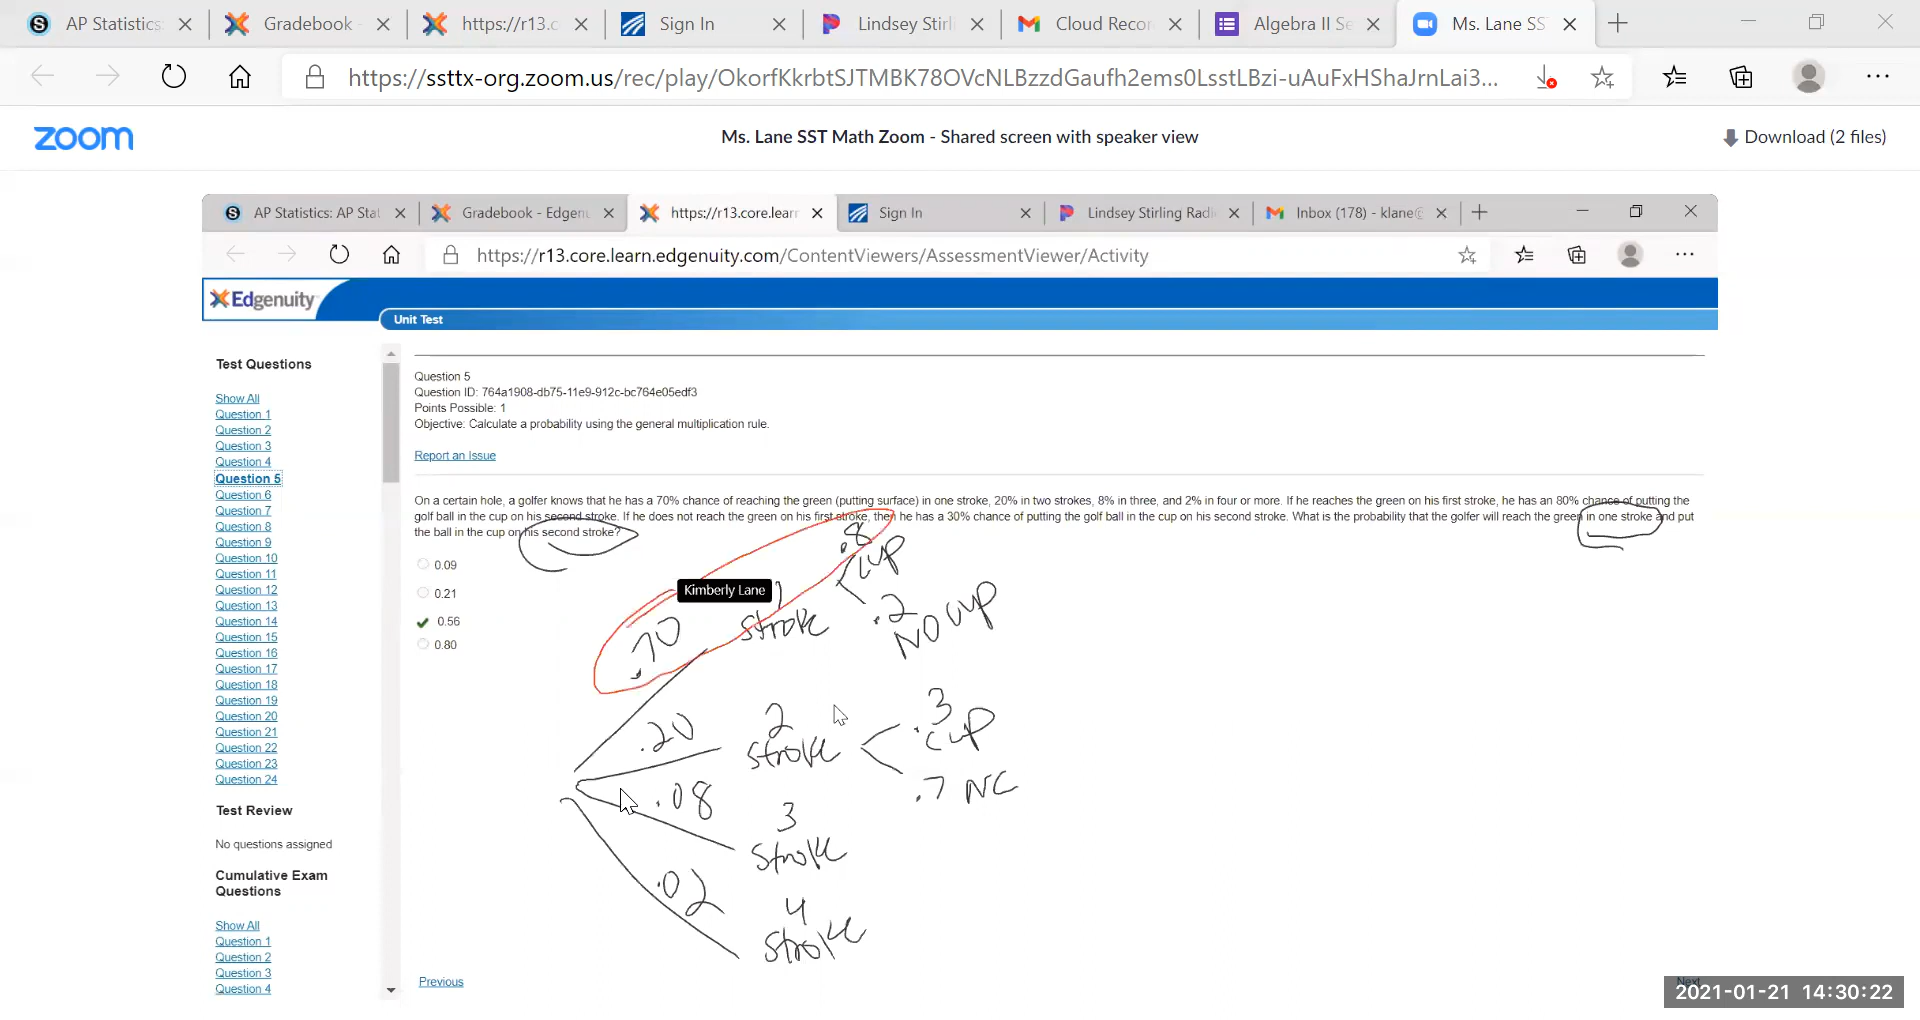 AP Statistics:
Gradebook -
https://r13.c
Sign In
Lindsey Stirl
Cloud Recor
Algebra II Se
Ms. Lane SS
https://ssttx-org.zoom.us/rec/play/OkorfKkrbtSJTMBK78OVcNLBzzdGaufh2ems0LsstLBzi-uAuFxHShaJrnLai3...
zoom
Ms. Lane SST Math Zoom - Shared screen with speaker view
Download (2 files)
AP Statistics: AP Stat
Gradebook - Edgenu
https://r13.core.learn
Sign In
Lindsey Stirling Radi
Inbox (178) - klane@
https://r13.core.learn.edgenuity.com/ContentViewers/AssessmentViewer/Activity
Edgenuity
Unit Test
Test Questions
Show All
Question 1
Question 2
Question 3
Question 4
Question 5
Question 6
Question 7
Question 8
Question 9
Question 10
Question 11
Question 12
Question 13
Question 14
Question 15
Question 16
Question 17
Question 18
Question 19
Question 20
Question 21
Question 22
Question 23
Question 24
Test Review
No questions assigned
Cumulative Exam
Questions
Show All
Question 1
Question 2
Question 3
Question 4
Question 5
Question ID: 764a1908-db75-11e9-912c-bc764e05edf3
Points Possible: 1
Objective: Calculate a probability using the general multiplication rule.
Report an Issue
On a certain hole, a golfer knows that he has a 70% chance of reaching the green (putting surface) in one stroke, 20% in two strokes, 8% in three, and 2% in four or more. If he reaches the green on his first stroke, he has an 80% chance of putting the
golf ball in the cup on his second stroke. If he does not reach the green on his first stroke, then he has a 30% chance of putting the golf ball in the cup on his second stroke. What is the probability that the golfer will reach the green in one stroke and put
the ball in the cup on his second stroke?
0.09
0.21
0.56
0.80
Kimberly Lane
.70
1
stroke
.8
cup
.2
NO cup
.20
2
stroke
.3
cup
.7 NC
.08
3
stroke
.02
4
stroke
Previous
Next
2021-01-21 14:30:22